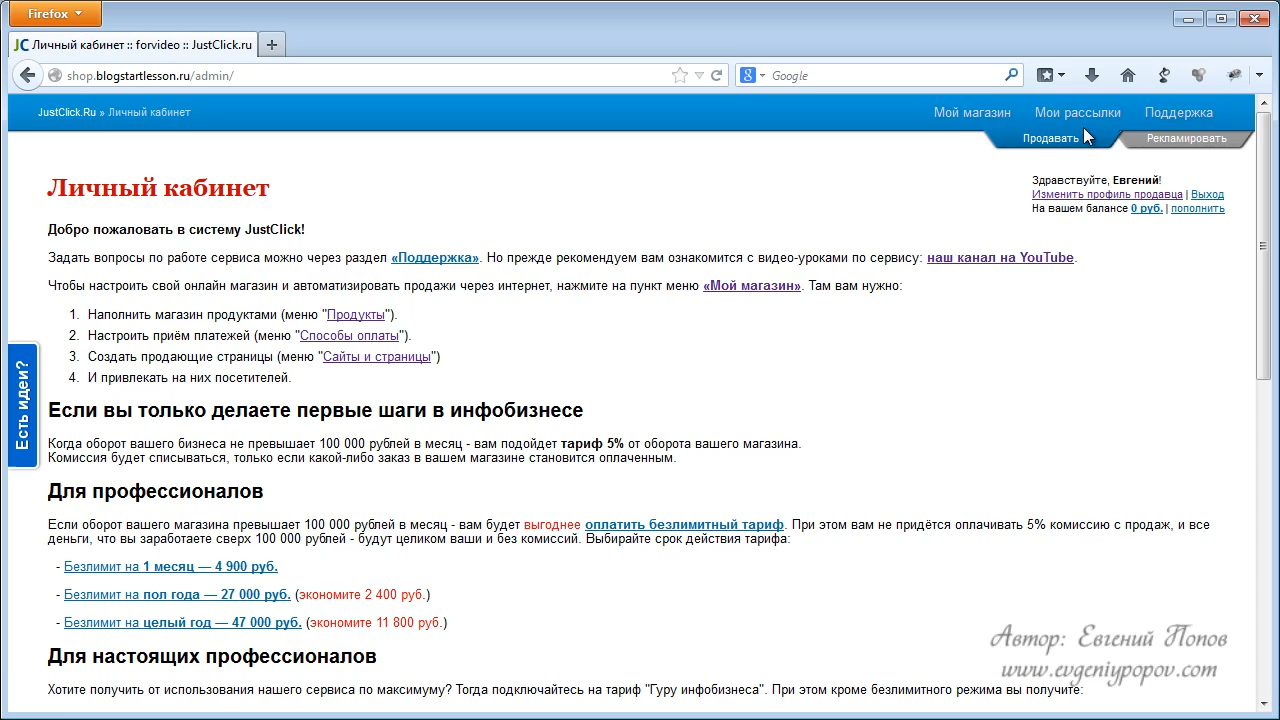 Firefox
JC Личный кабинет :: forvideo :: JustClick.ru
shop.blogstartlesson.ru/admin/
Google
JustClick.Ru » Личный кабинет
Мой магазин Мои рассылки Поддержка
Продавать Рекламировать
Личный кабинет
Здравствуйте, Евгений!
Изменить профиль продавца | Выход
На вашем балансе 0 руб. | пополнить
Добро пожаловать в систему JustClick!
Задать вопросы по работе сервиса можно через раздел «Поддержка». Но прежде рекомендуем вам ознакомится с видео-уроками по сервису: наш канал на YouTube.
Чтобы настроить свой онлайн магазин и автоматизировать продажи через интернет, нажмите на пункт меню «Мой магазин». Там вам нужно:
1. Наполнить магазин продуктами (меню "Продукты").
2. Настроить приём платежей (меню "Способы оплаты").
3. Создать продающие страницы (меню "Сайты и страницы")
4. И привлекать на них посетителей.
Есть идеи?
Если вы только делаете первые шаги в инфобизнесе
Когда оборот вашего бизнеса не превышает 100 000 рублей в месяц - вам подойдет тариф 5% от оборота вашего магазина.
Комиссия будет списываться, только если какой-либо заказ в вашем магазине становится оплаченным.
Для профессионалов
Если оборот вашего магазина превышает 100 000 рублей в месяц - вам будет выгоднее оплатить безлимитный тариф. При этом вам не придётся оплачивать 5% комиссию с продаж, и все
деньги, что вы заработаете сверх 100 000 рублей - будут целиком ваши и без комиссий. Выбирайте срок действия тарифа:
- Безлимит на 1 месяц — 4 900 руб.
- Безлимит на пол года — 27 000 руб. (экономите 2 400 руб.)
- Безлимит на целый год — 47 000 руб. (экономите 11 800 руб.)
Для настоящих профессионалов
Автор: Евгений Попов
www.evgeniypopov.com
Хотите получить от использования нашего сервиса по максимуму? Тогда подключайтесь на тариф "Гуру инфобизнеса". При этом кроме безлимитного режима вы получите: